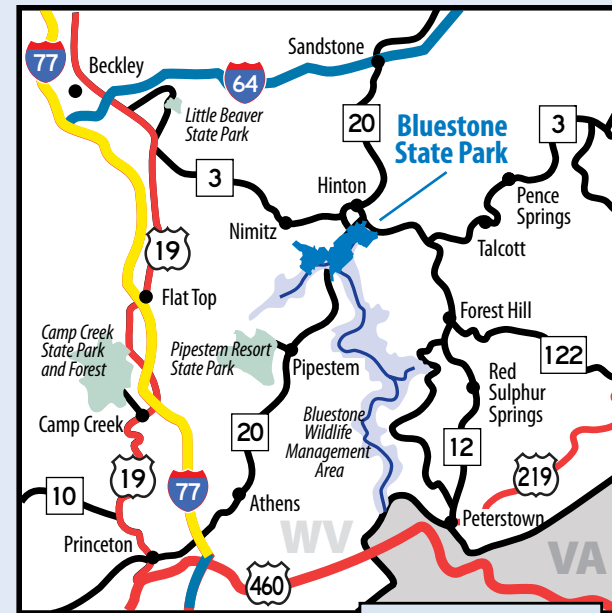 77
Beckley
64
Sandstone
Little Beaver
State Park
20
Bluestone
State Park
3
3
Hinton
Pence
Springs
Nimitz
Talcott
19
Flat Top
Forest Hill
Camp Creek
State Park
and Forest
Pipestem Resort
State Park
Pipestem
122
Red
Sulphur
Springs
Camp Creek
20
Bluestone
Wildlife
Management
Area
12
219
19
77
10
Athens
Peterstown
WV
VA
Princeton
460